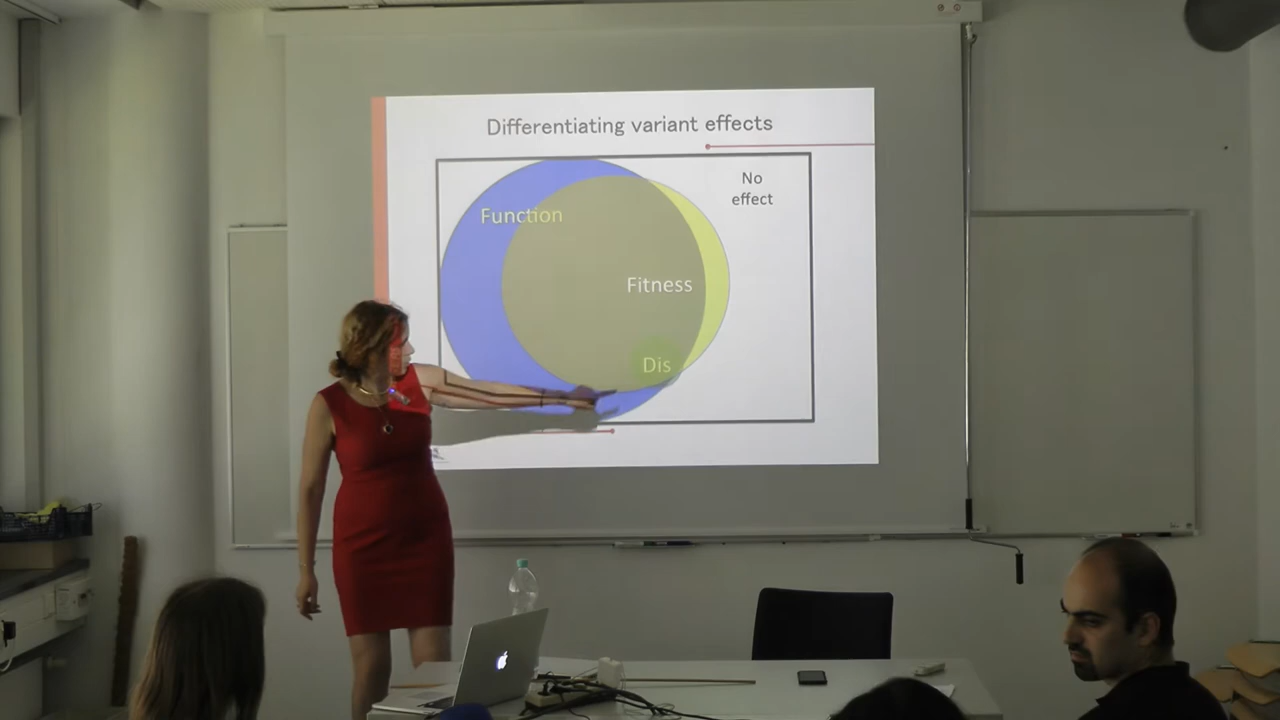 Differentiating variant effects
No
effect
Function
Fitness
Dis